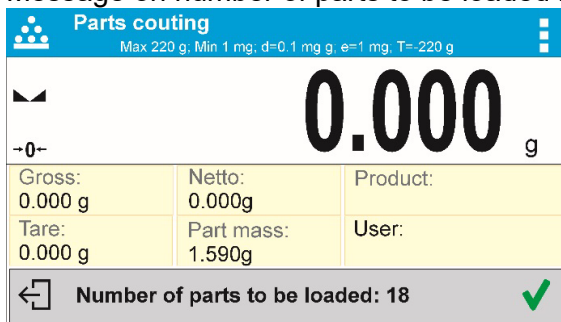 message on number of parts to be loaded
Parts couting
Max 220 g; Min 1 mg; d=0.1 mg g, e=1 mg, T=-220 g
0.000 g
→0←
Gross: Netto: Product:
0.000 g 0.000g
Tare: Part mass: User:
0.000 g 1.590g
Number of parts to be loaded: 18